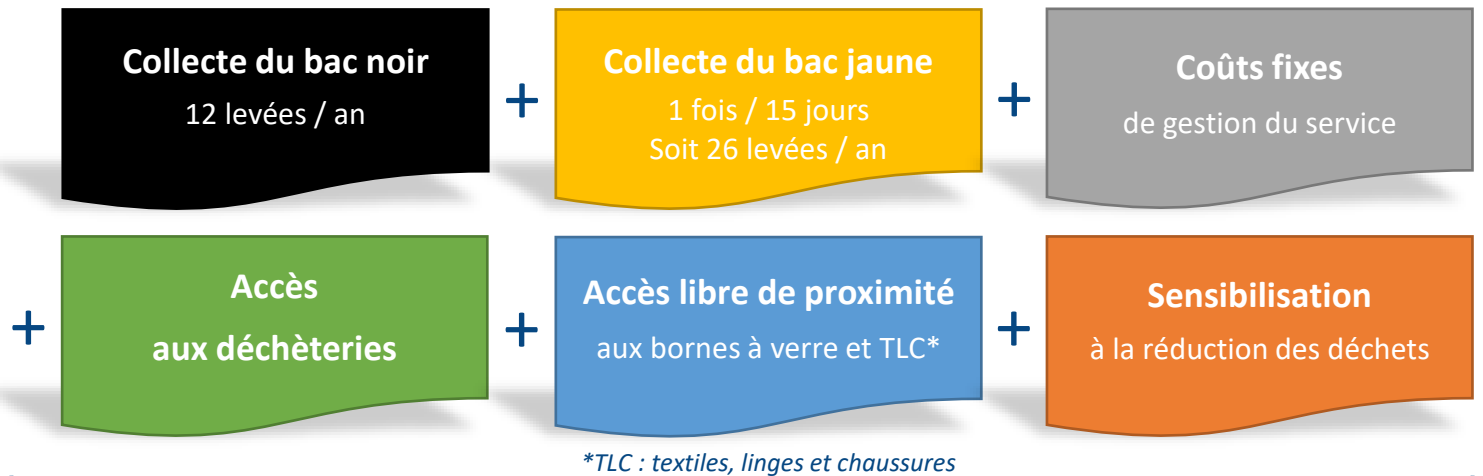 Collecte du bac noir
12 levées / an
+
Collecte du bac jaune
1 fois / 15 jours
Soit 26 levées / an
+
Coûts fixes
de gestion du service
+
Accès
aux déchèteries
+
Accès libre de proximité
aux bornes à verre et TLC*
+
Sensibilisation
à la réduction des déchets
*TLC : textiles, linges et chaussures